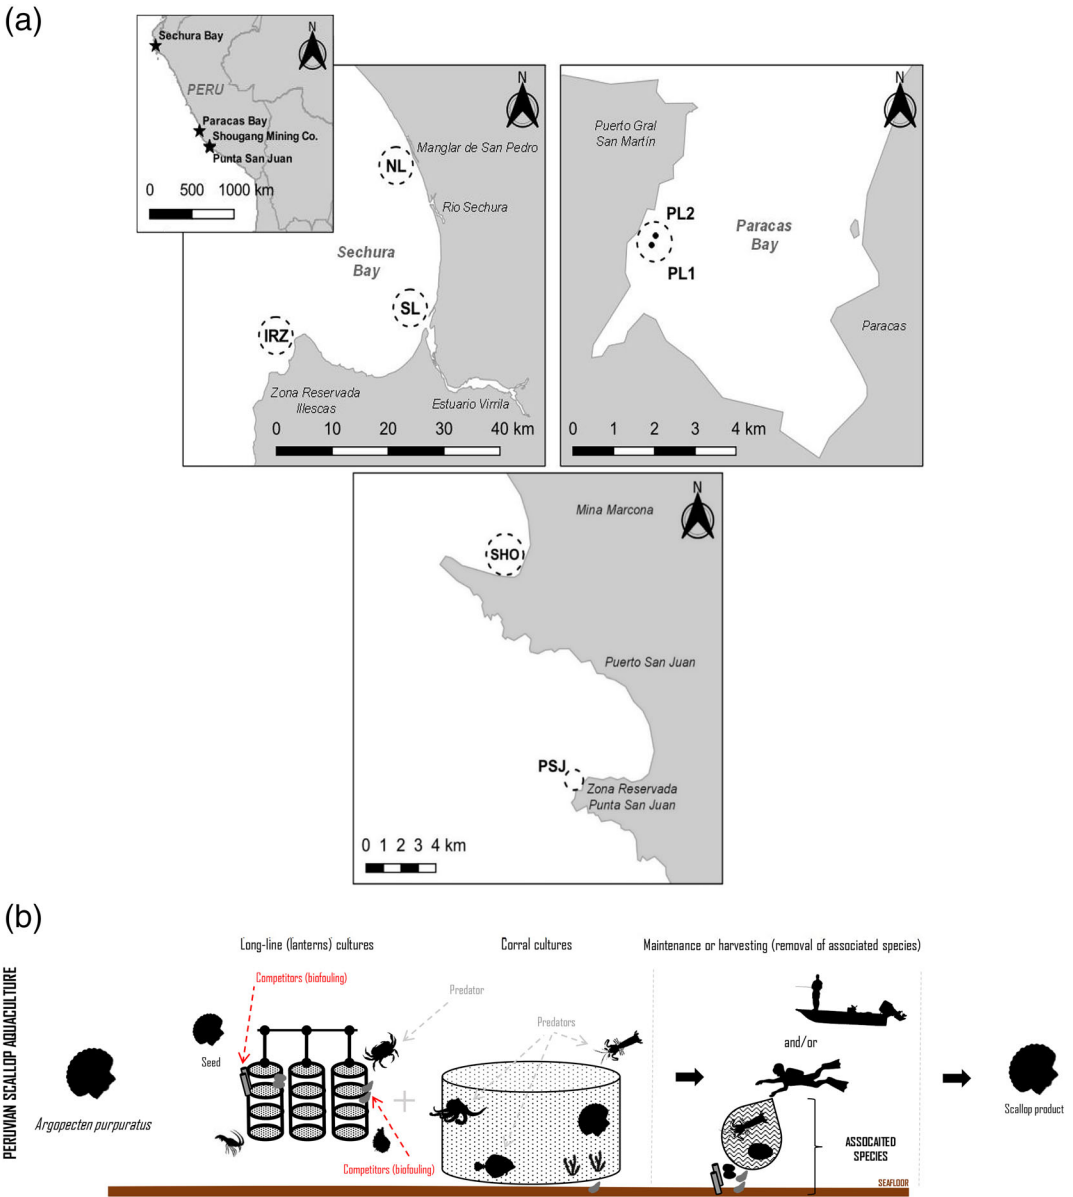 (a)
N
Sechura Bay
PERU
Paracas Bay
Shougang Mining Co.
Punta San Juan
0 500 1000 km
N
Manglar de San Pedro
NL
Rio Sechura
Sechura
Bay
SL
IRZ
Zona Reservada
Illescas
Estuario Virrila
0 10 20 30 40 km
N
Puerto Gral
San Martín
PL2
Paracas
Bay
PL1
Paracas
0 1 2 3 4 km
N
Mina Marcona
SHO
Puerto San Juan
PSJ
Zona Reservada
Punta San Juan
0 1 2 3 4 km
(b)
PERUVIAN SCALLOP AQUACULTURE
Argopecten purpuratus
Long-line (lanterns) cultures
Competitors (biofouling)
Seed
Predator
+
Competitors (biofouling)
Corral cultures
Predators
Maintenance or harvesting (removal of associated species)
and/or
ASSOCAITED
SPECIES
SEAFLOOR
Scallop product